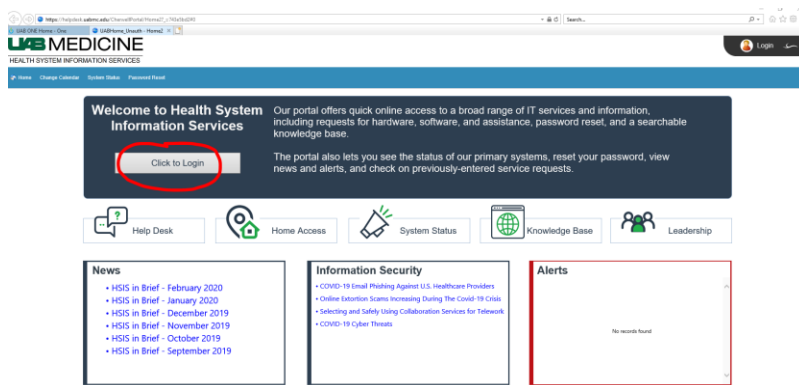 https://helpdesk.uabmc.edu/CherwellPortal/Home
Search...
UAB ONE Home - One
UABHome_Unauth - Home2
UAB MEDICINE
HEALTH SYSTEM INFORMATION SERVICES
Login
Home Change Calendar System Status Password Reset
Welcome to Health System
Information Services
Click to Login
Our portal offers quick online access to a broad range of IT services and information,
including requests for hardware, software, and assistance, password reset, and a searchable
knowledge base.
The portal also lets you see the status of our primary systems, reset your password, view
news and alerts, and check on previously-entered service requests.
Help Desk
Home Access
System Status
Knowledge Base
Leadership
News
• HSIS in Brief - February 2020
• HSIS in Brief - January 2020
• HSIS in Brief - December 2019
• HSIS in Brief - November 2019
• HSIS in Brief - October 2019
• HSIS in Brief - September 2019
Information Security
• COVID-19 Email Phishing Against U.S. Healthcare Providers
• Online Extortion Scams Increasing During The Covid-19 Crisis
• Selecting and Safely Using Collaboration Services for Telework
• COVID-19 Cyber Threats
Alerts
No records found